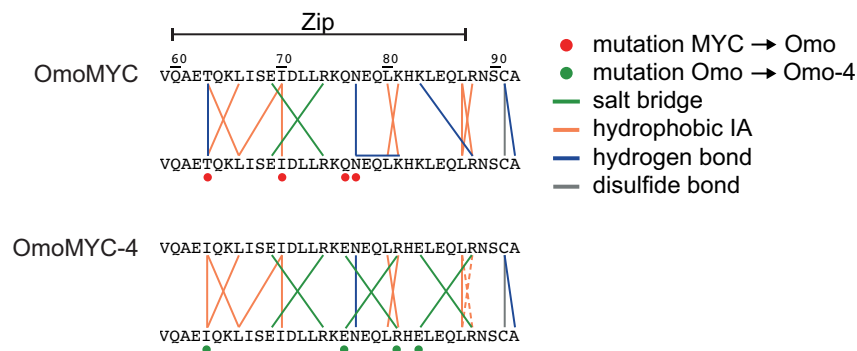 Zip
60 70 80 90
OmoMYC VQAETQKLISEIDLLRKQNEQLKHKLEQLRNSCA
VQAETQKLISEIDLLRKQNEQLKHKLEQLRNSCA
OmoMYC-4 VQAEIQKLISEIDLLRKENEQLRHELEQLRNSCA
VQAEIQKLISEIDLLRKENEQLRHELEQLRNSCA
mutation MYC → Omo
mutation Omo → Omo-4
salt bridge
hydrophobic IA
hydrogen bond
disulfide bond